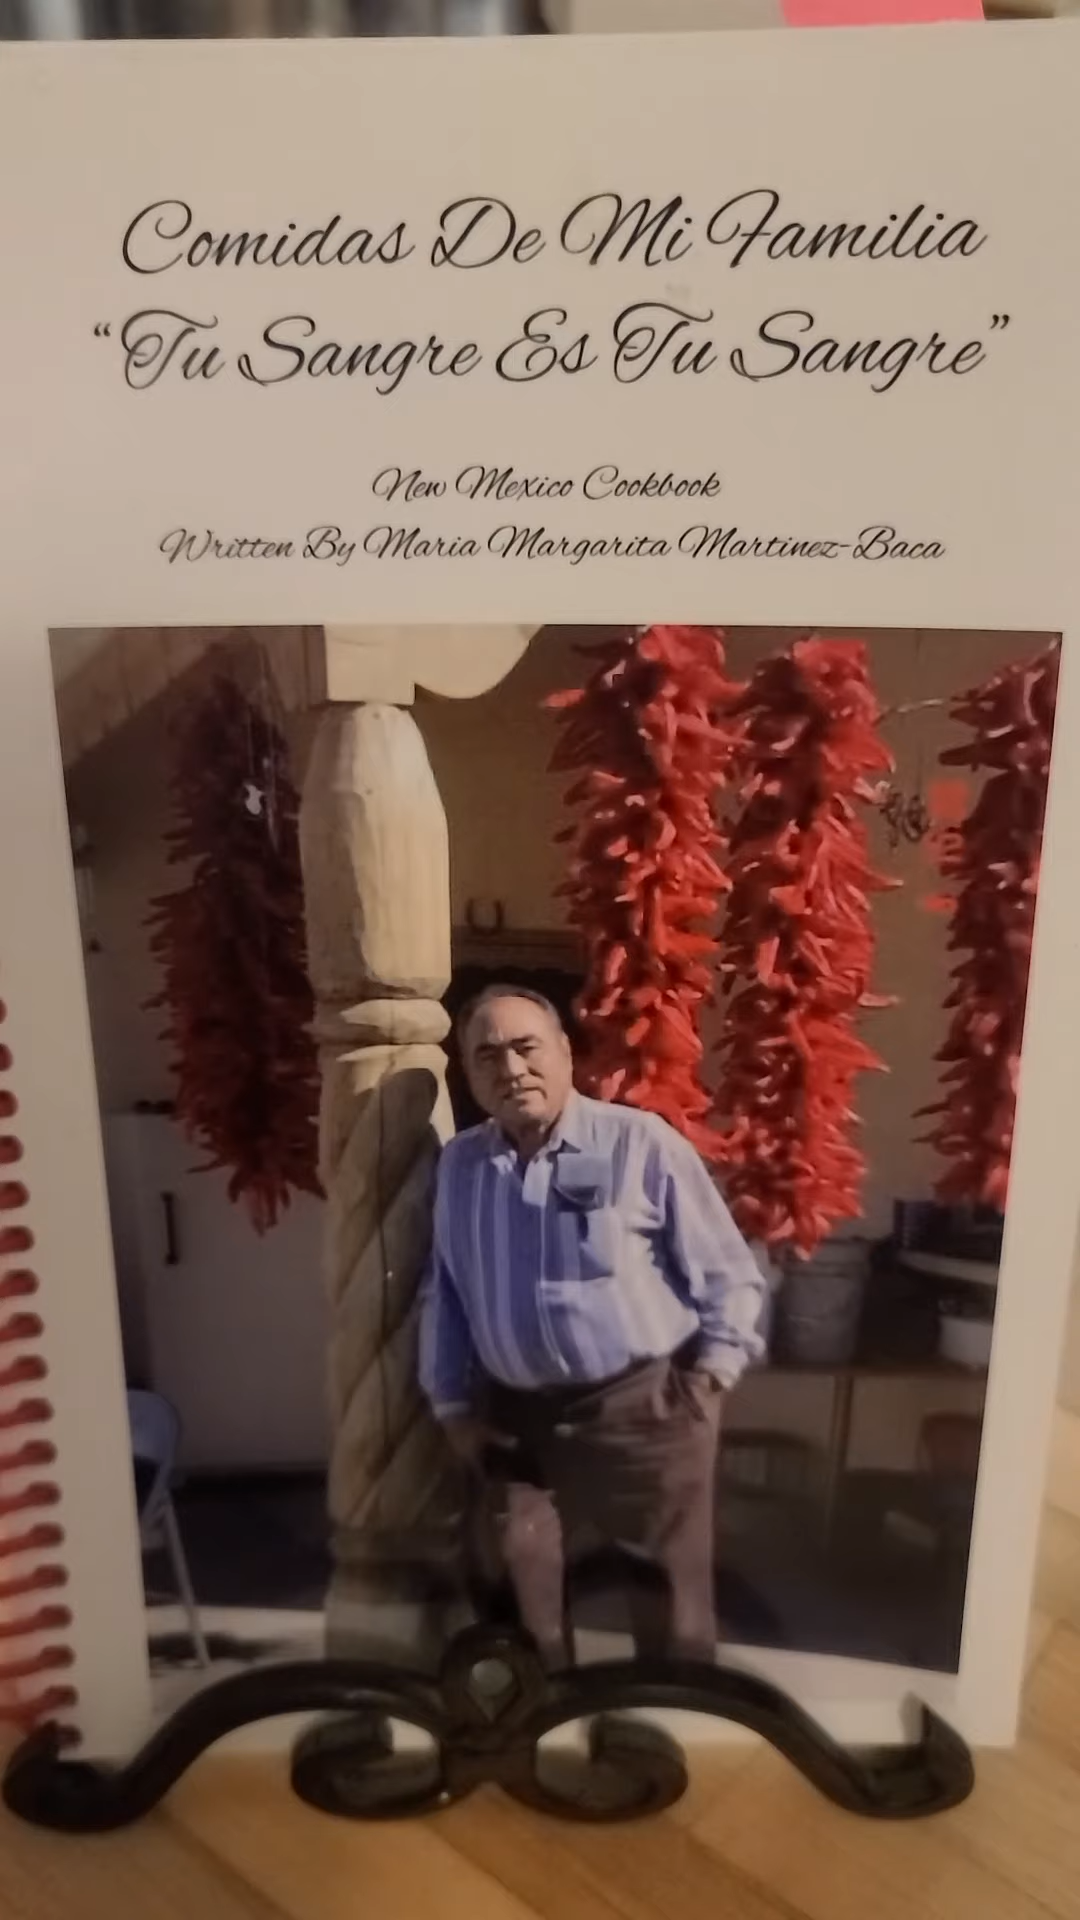 Comidas De Mi Familia
“Tu Sangre Es Tu Sangre”
New Mexico Cookbook
Written By Maria Margarita Martinez-Baca